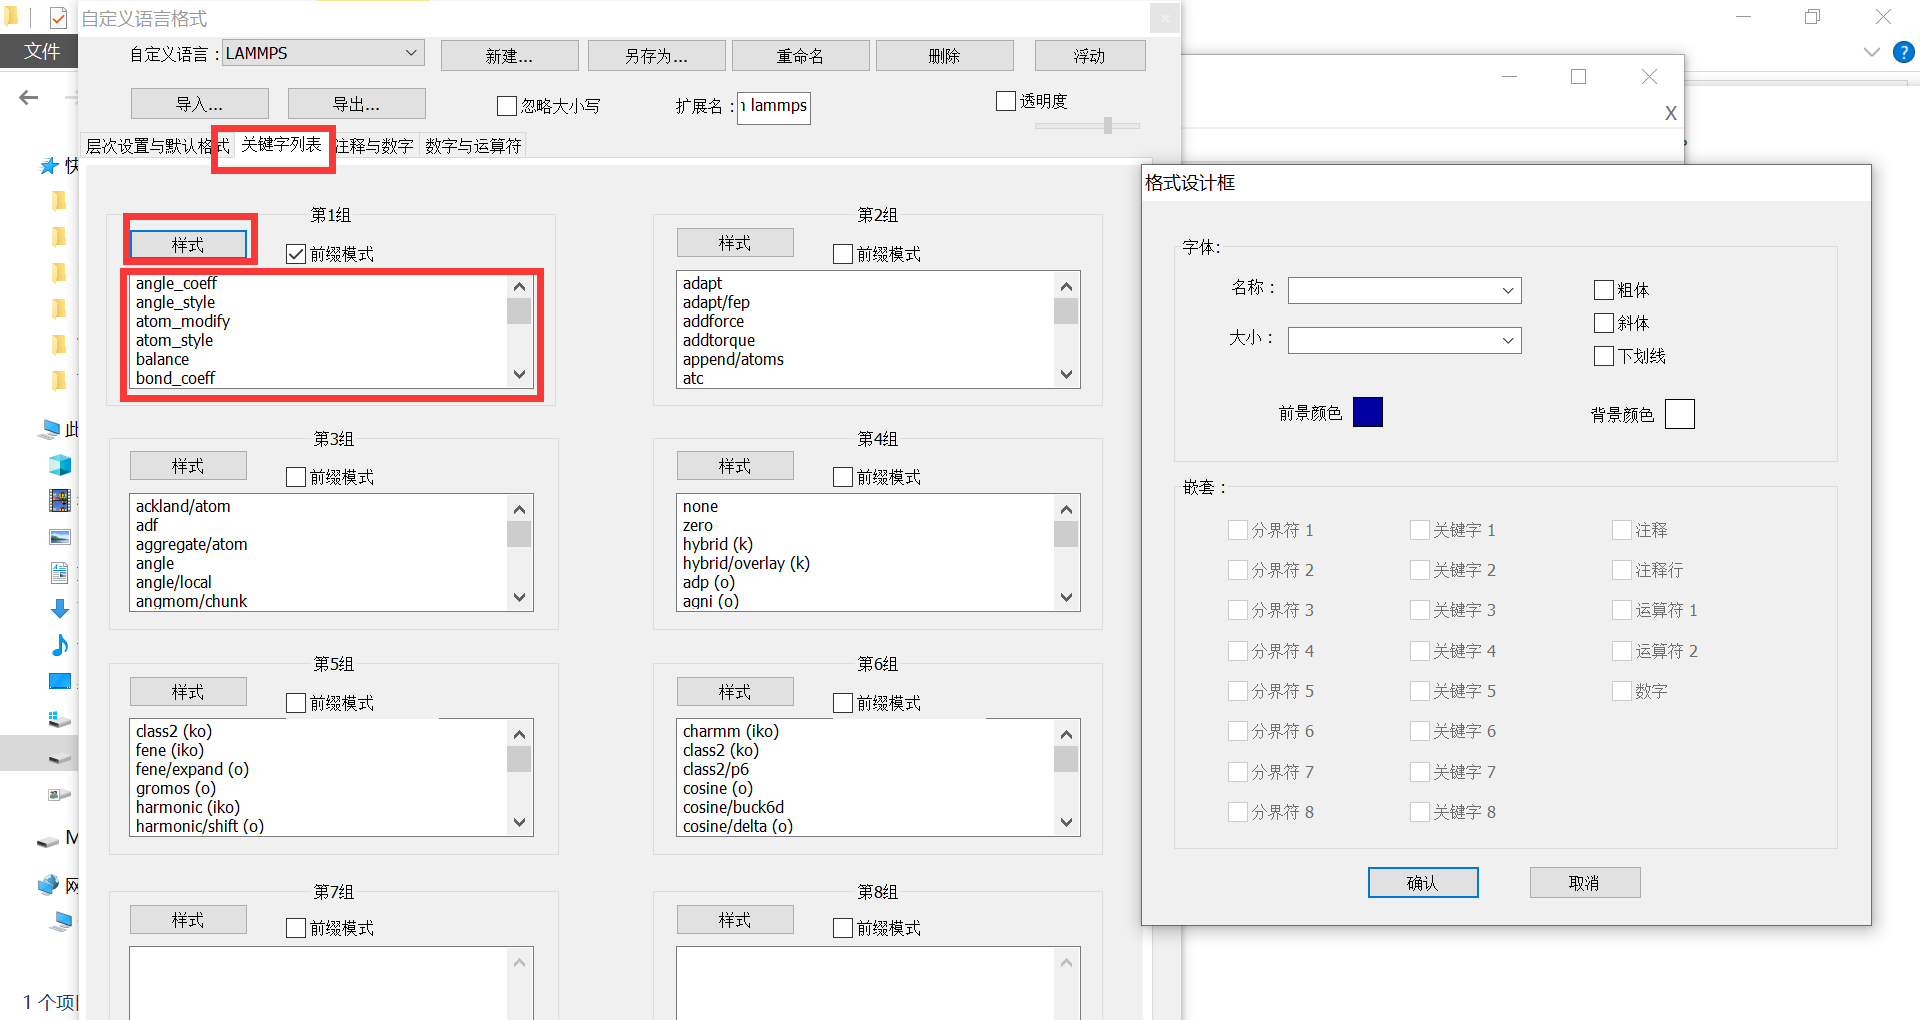 文件
自定义语言格式
自定义语言： LAMMPS 新建... 另存为... 重命名 删除 浮动
导入... 导出... 忽略大小写 扩展名： lammps 透明度
层次设置与默认格式 关键字列表 注释与数字 数字与运算符
第1组
样式 前缀模式
angle_coeff
angle_style
atom_modify
atom_style
balance
bond_coeff
第2组
样式 前缀模式
adapt
adapt/fep
addforce
addtorque
append/atoms
atc
第3组
样式 前缀模式
ackland/atom
adf
aggregate/atom
angle
angle/local
angmom/chunk
第4组
样式 前缀模式
none
zero
hybrid (k)
hybrid/overlay (k)
adp (o)
agni (o)
第5组
样式 前缀模式
class2 (ko)
fene (iko)
fene/expand (o)
gromos (o)
harmonic (iko)
harmonic/shift (o)
第6组
样式 前缀模式
charmm (iko)
class2 (ko)
class2/p6
cosine (o)
cosine/buck6d
cosine/delta (o)
第7组
样式 前缀模式
第8组
样式 前缀模式
快
此
M
网
1 个项
X
格式设计框
字体:
名称： 粗体
斜体
大小： 下划线
前景颜色 背景颜色
嵌套：
分界符 1 关键字 1 注释
分界符 2 关键字 2 注释行
分界符 3 关键字 3 运算符 1
分界符 4 关键字 4 运算符 2
分界符 5 关键字 5 数字
分界符 6 关键字 6
分界符 7 关键字 7
分界符 8 关键字 8
确认 取消